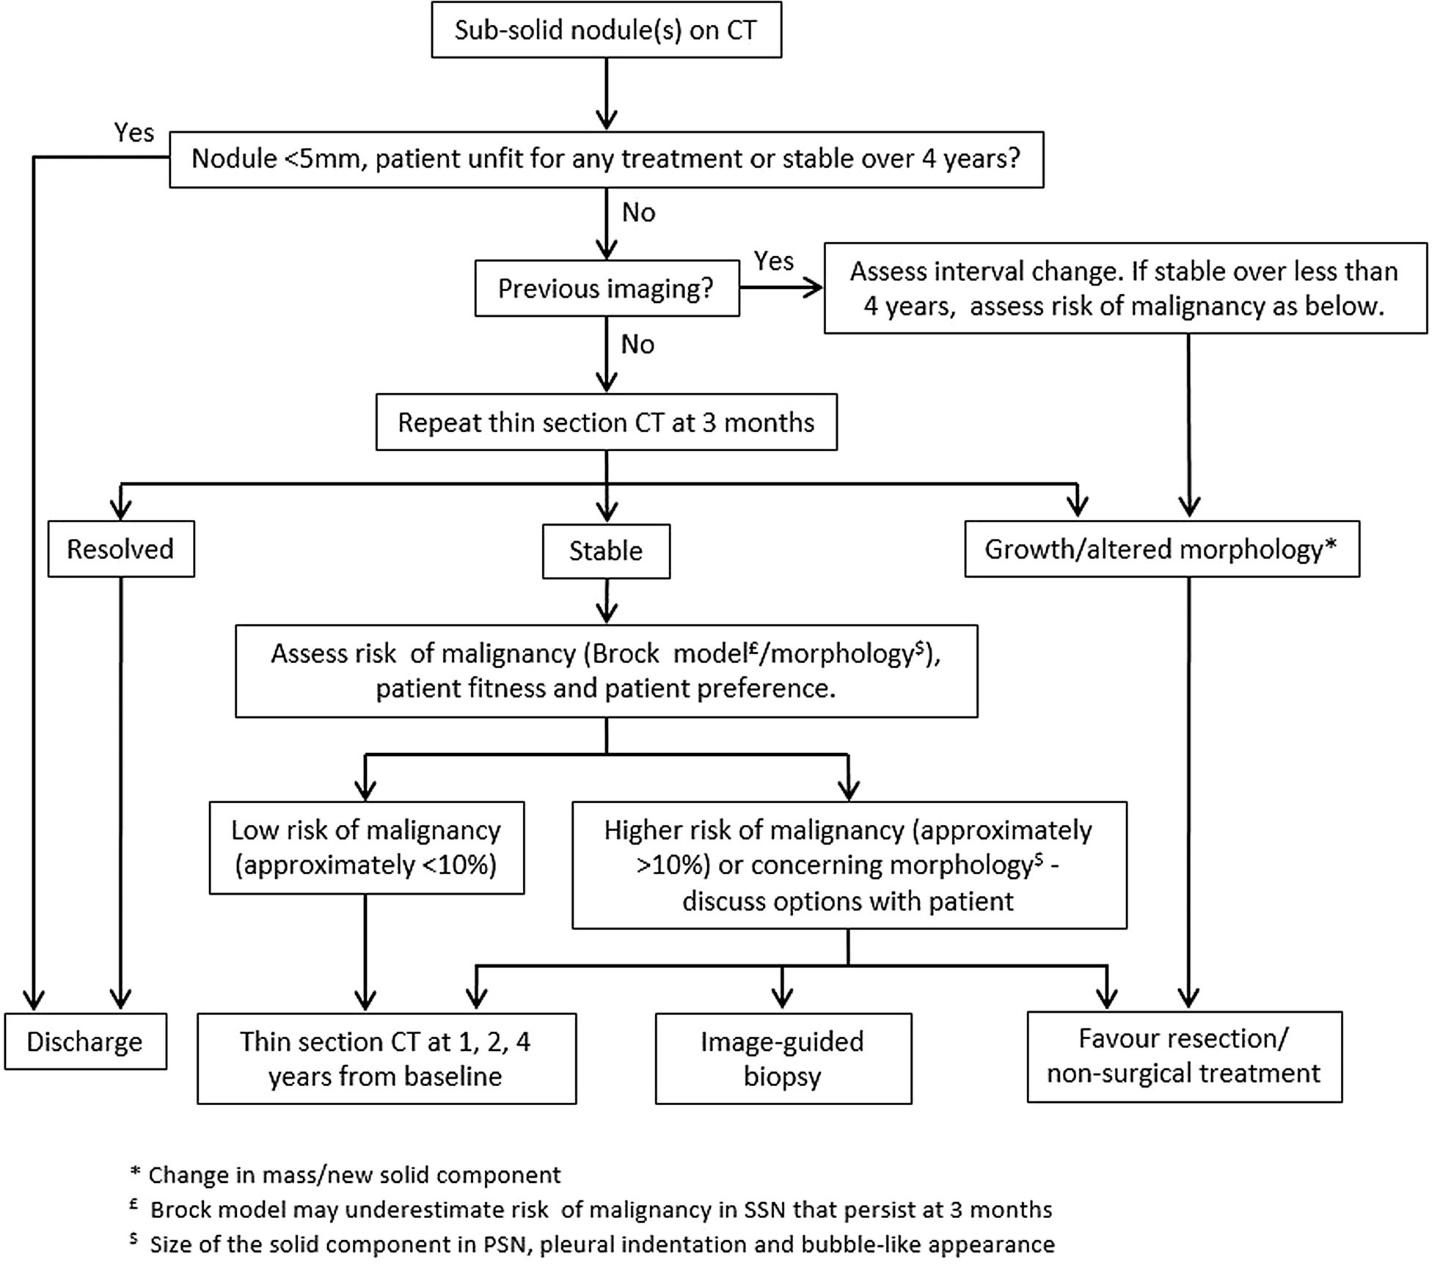 Sub-solid nodule(s) on CT
Yes
Nodule <5mm, patient unfit for any treatment or stable over 4 years?
No
Previous imaging?
Yes
Assess interval change. If stable over less than
4 years, assess risk of malignancy as below.
No
Repeat thin section CT at 3 months
Resolved
Stable
Growth/altered morphology*
Assess risk of malignancy (Brock model£/morphology$),
patient fitness and patient preference.
Low risk of malignancy
(approximately <10%)
Higher risk of malignancy (approximately
>10%) or concerning morphology$ -
discuss options with patient
Discharge
Thin section CT at 1, 2, 4
years from baseline
Image-guided
biopsy
Favour resection/
non-surgical treatment
* Change in mass/new solid component
£ Brock model may underestimate risk of malignancy in SSN that persist at 3 months
$ Size of the solid component in PSN, pleural indentation and bubble-like appearance